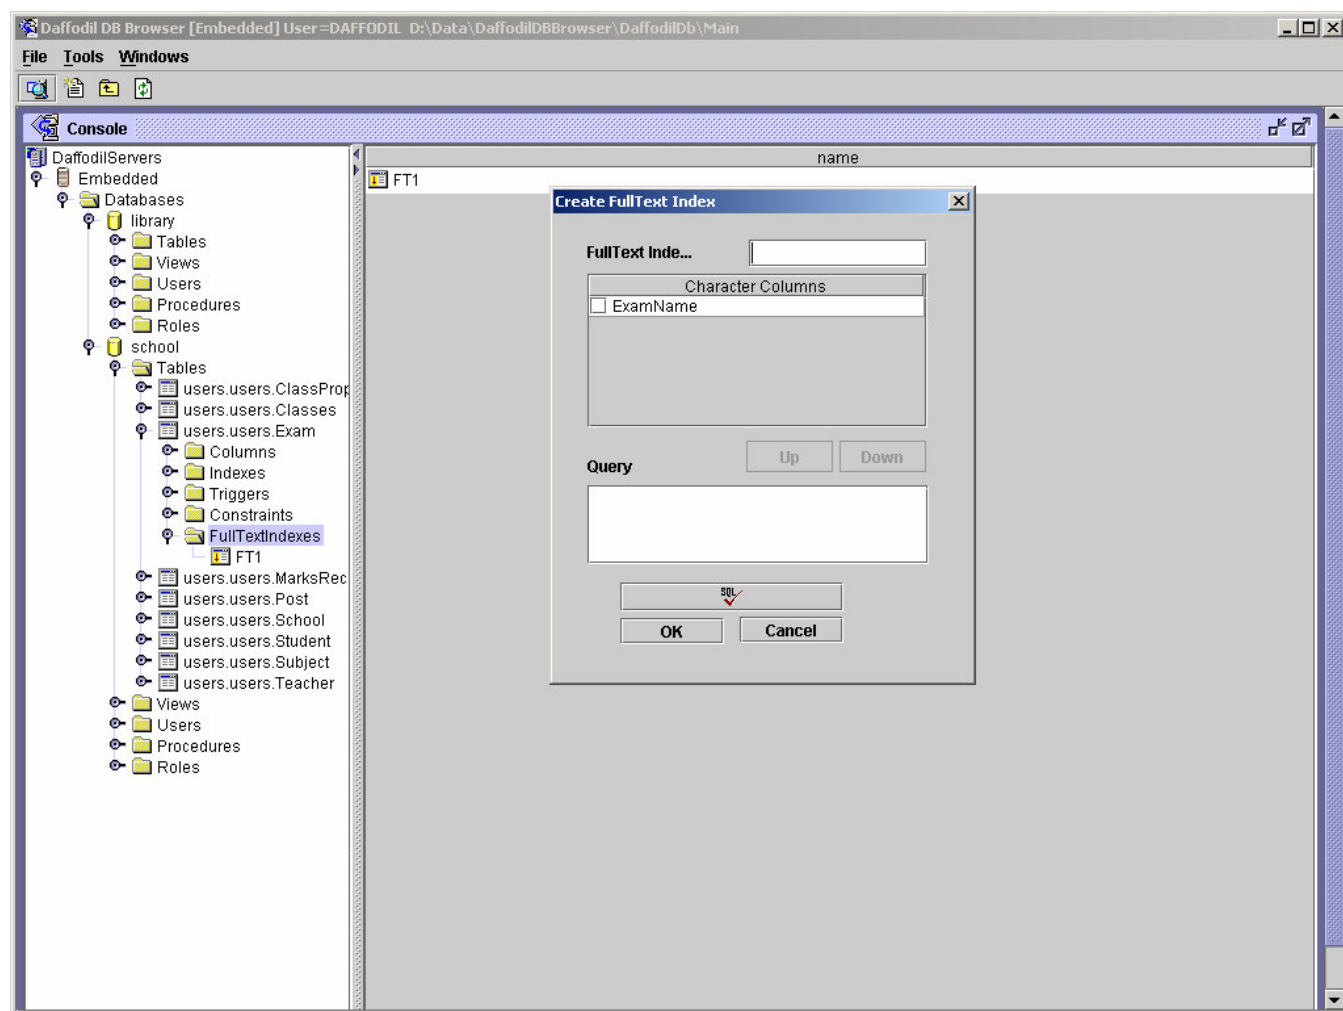 Daffodil DB Browser [Embedded] User=DAFFODIL D:\Data\DaffodilDBBrowser\DaffodilDb\Main
File Tools Windows
Console
DaffodilServers
Embedded
Databases
library
Tables
Views
Users
Procedures
Roles
school
Tables
users.users.ClassProp
users.users.Classes
users.users.Exam
Columns
Indexes
Triggers
Constraints
FullTextIndexes
FT1
users.users.MarksRec
users.users.Post
users.users.School
users.users.Student
users.users.Subject
users.users.Teacher
Views
Users
Procedures
Roles
name
FT1
Create FullText Index
FullText Inde...
Character Columns
ExamName
Up Down
Query
SQL
OK Cancel